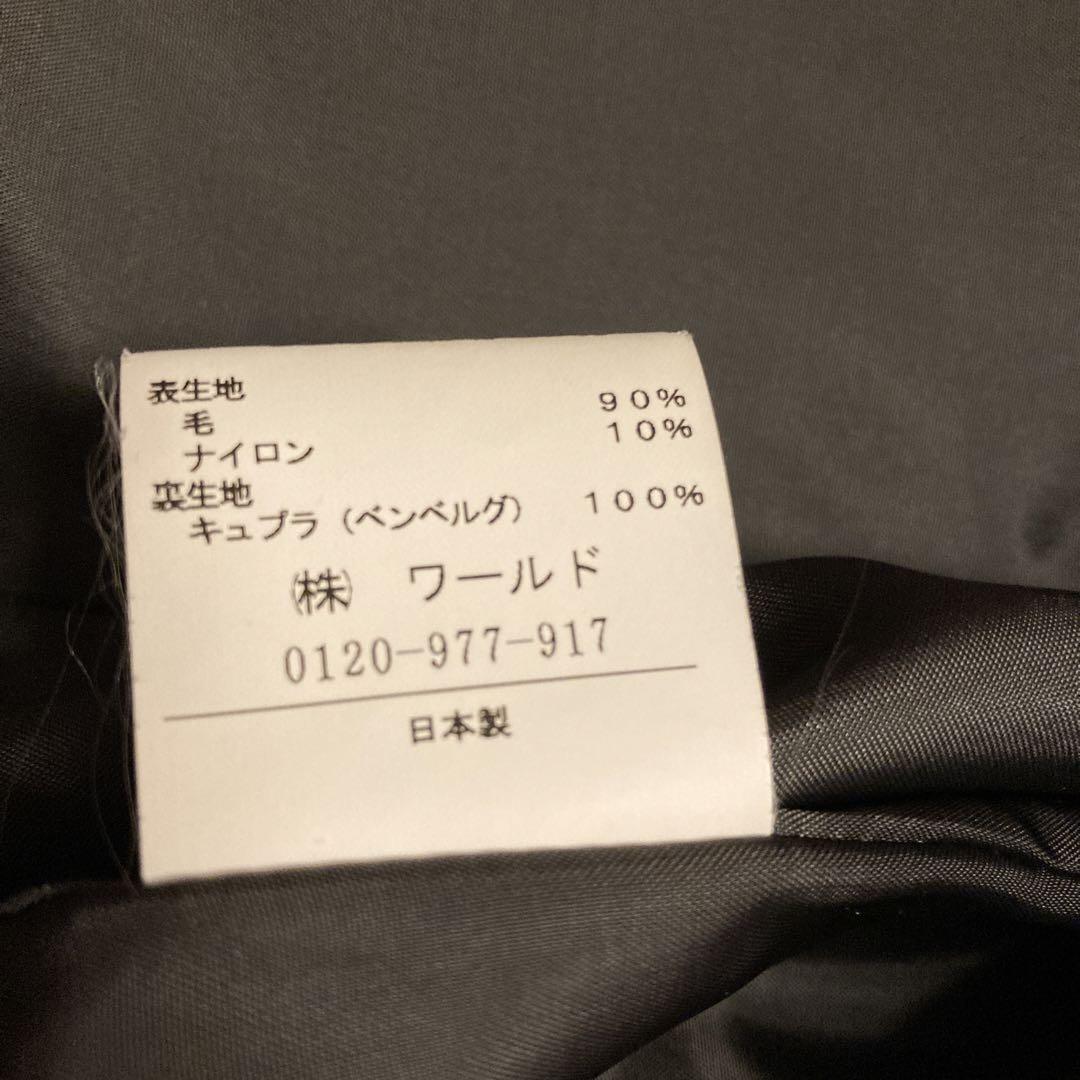 表生地
毛 90%
ナイロン 10%
裏生地
キュプラ（ベンベルグ） 100%
㈱ ワールド
0120-977-917
日本製